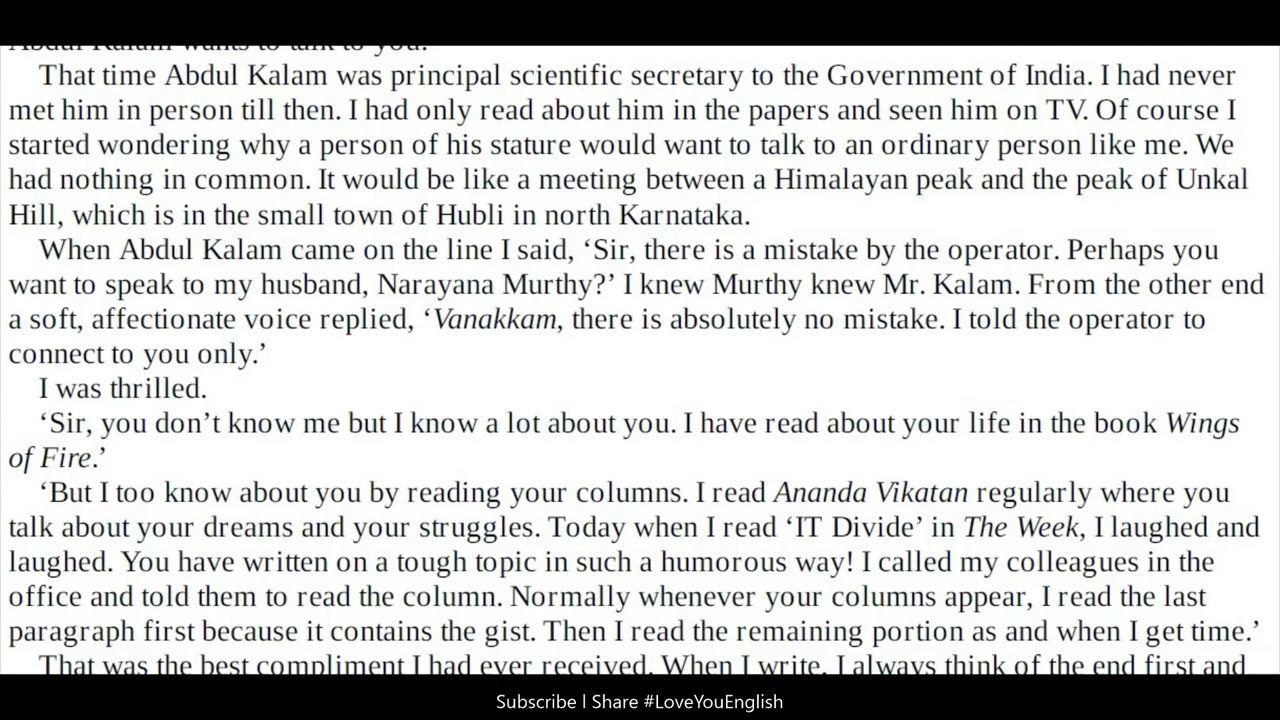 Abdul Kalam wants to talk to you.'
That time Abdul Kalam was principal scientific secretary to the Government of India. I had never
met him in person till then. I had only read about him in the papers and seen him on TV. Of course I
started wondering why a person of his stature would want to talk to an ordinary person like me. We
had nothing in common. It would be like a meeting between a Himalayan peak and the peak of Unkal
Hill, which is in the small town of Hubli in north Karnataka.
When Abdul Kalam came on the line I said, ‘Sir, there is a mistake by the operator. Perhaps you
want to speak to my husband, Narayana Murthy?’ I knew Murthy knew Mr. Kalam. From the other end
a soft, affectionate voice replied, ‘Vanakkam, there is absolutely no mistake. I told the operator to
connect to you only.’
I was thrilled.
‘Sir, you don’t know me but I know a lot about you. I have read about your life in the book Wings
of Fire.’
‘But I too know about you by reading your columns. I read Ananda Vikatan regularly where you
talk about your dreams and your struggles. Today when I read ‘IT Divide’ in The Week, I laughed and
laughed. You have written on a tough topic in such a humorous way! I called my colleagues in the
office and told them to read the column. Normally whenever your columns appear, I read the last
paragraph first because it contains the gist. Then I read the remaining portion as and when I get time.’
That was the best compliment I had ever received. When I write, I always think of the end first and
Subscribe | Share #LoveYouEnglish